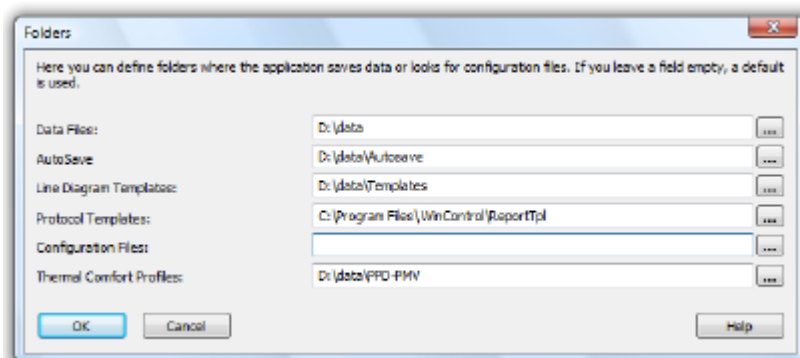 Folders
Here you can define folders where the application saves data or looks for configuration files. If you leave a field empty, a default
is used.
Data Files: D:\data ...
AutoSave D:\data\Autosave ...
Line Diagram Templates: D:\data\Templates ...
Protocol Templates: C:\Program Files\WinControl\ReportTpl ...
Configuration Files: ...
Thermal Comfort Profiles: D:\data\PPD-PMV ...
OK Cancel Help